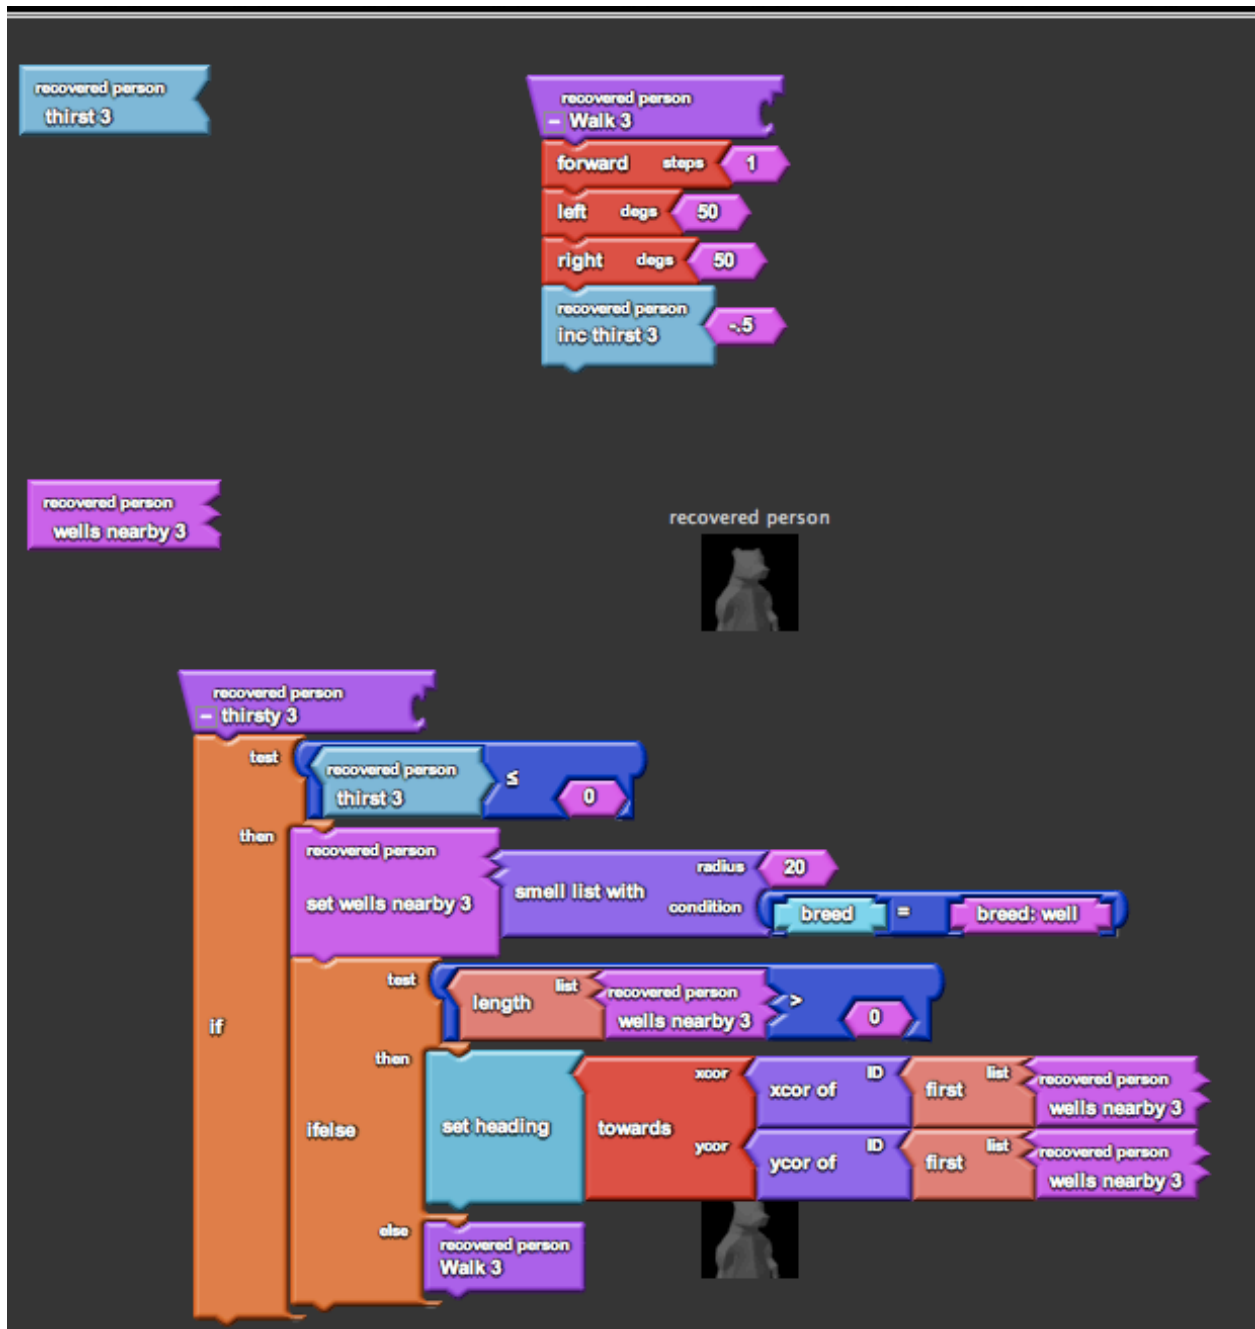 recovered person
thirst 3
recovered person
− Walk 3
forward steps 1
left degs 50
right degs 50
recovered person
inc thirst 3 -.5
recovered person
wells nearby 3
recovered person
recovered person
− thirsty 3
if
test
recovered person
thirst 3 ≤ 0
then
recovered person
set wells nearby 3
smell list with
radius 20
condition breed = breed: well
ifelse
test
length list recovered person
wells nearby 3 > 0
then
set heading towards
xcor xcor of ID first list recovered person
wells nearby 3
ycor ycor of ID first list recovered person
wells nearby 3
else
recovered person
Walk 3